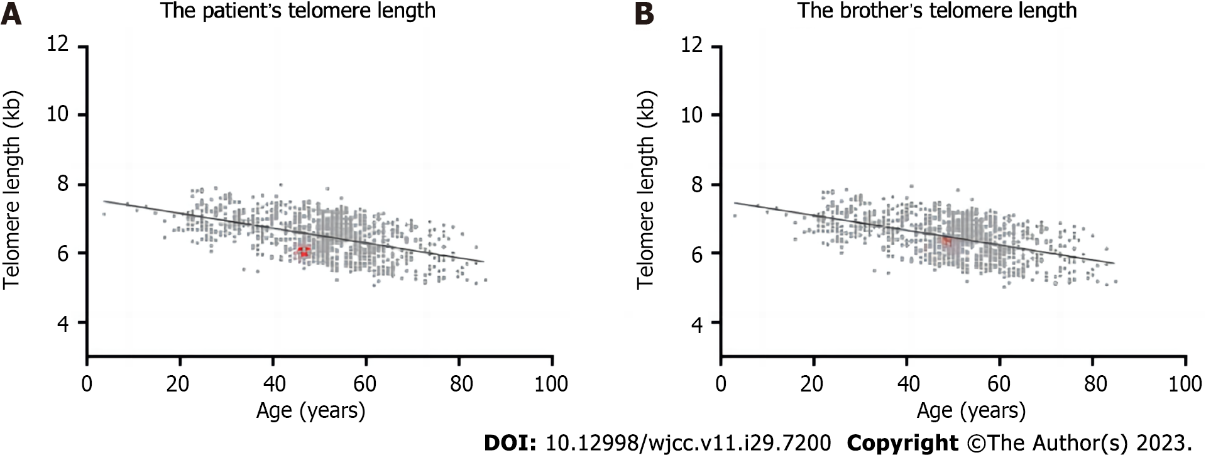 A The patient's telomere length
12
10
8
6
4
Telomere length (kb)
0 20 40 60 80 100
Age (years)
B The brother's telomere length
12
10
8
6
4
Telomere length (kb)
0 20 40 60 80 100
Age (years)
DOI: 10.12998/wjcc.v11.i29.7200 Copyright ©The Author(s) 2023.